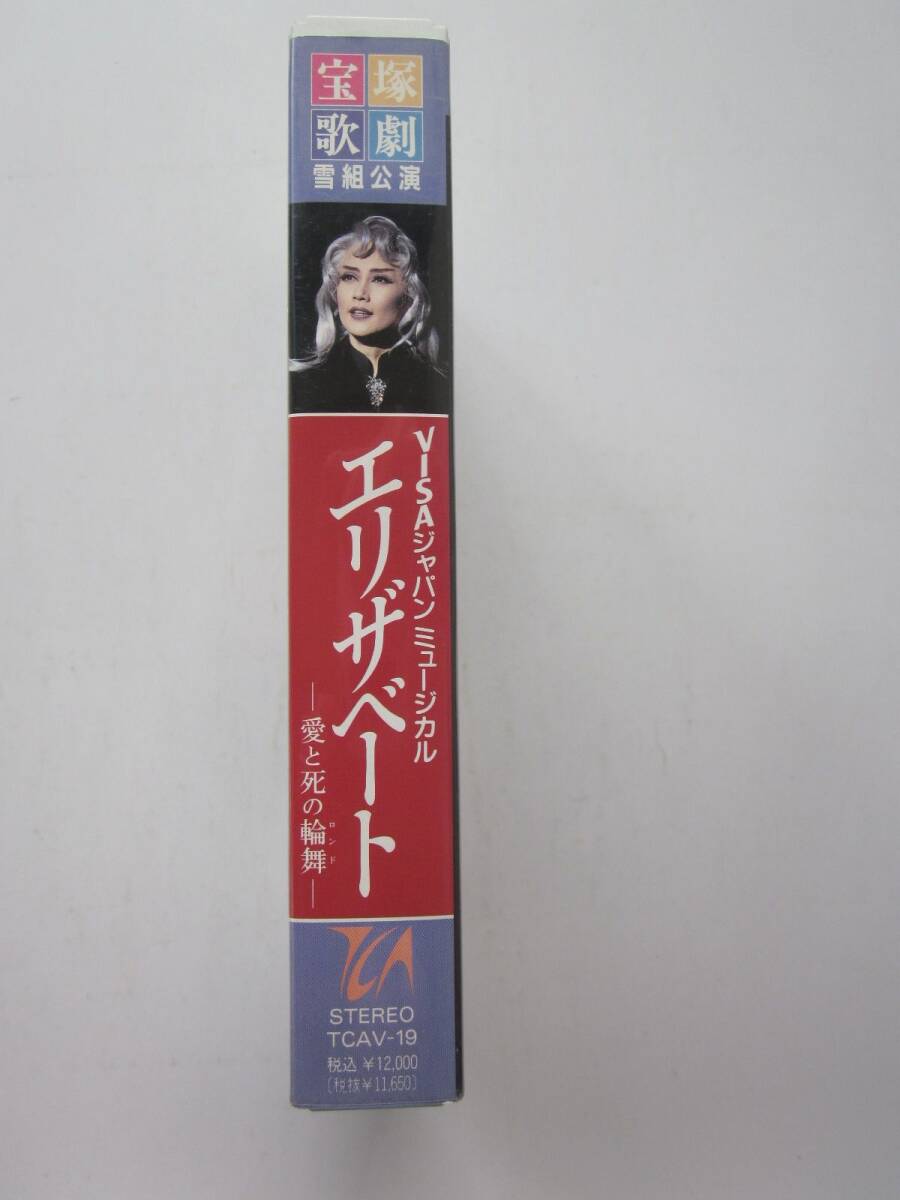 宝塚
歌劇
雪組公演
VISAジャパン ミュージカル
エリザベート
―愛と死の輪舞―
ロンド
TCA
STEREO
TCAV-19
税込 ¥12,000
〔税抜¥11,650〕